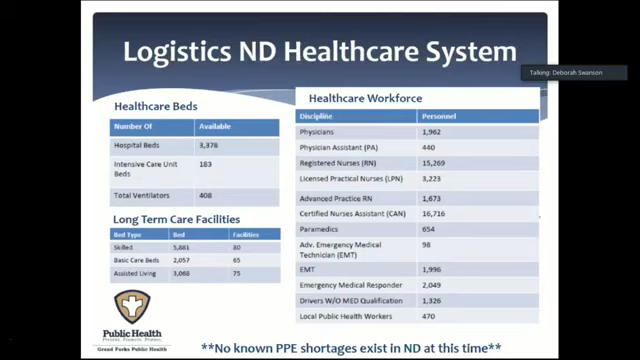 Logistics ND Healthcare System
Talking: Deborah Swanson
Healthcare Beds
Number Of Available
Hospital Beds 3,378
Intensive Care Unit Beds 183
Total Ventilators 408
Long Term Care Facilities
Bed Type Bed Facilities
Skilled 5,881 80
Basic Care Beds 2,057 65
Assisted Living 3,068 75
Public Health
Prevent. Promote. Protect.
Grand Forks Public Health
Healthcare Workforce
Discipline Personnel
Physicians 1,962
Physician Assistant (PA) 440
Registered Nurses (RN) 15,269
Licensed Practical Nurses (LPN) 3,223
Advanced Practice RN 1,673
Certified Nurses Assistant (CAN) 16,716
Paramedics 654
Adv. Emergency Medical
Technician (EMT) 98
EMT 1,996
Emergency Medical Responder 2,049
Drivers W/O MED Qualification 1,326
Local Public Health Workers 470
**No known PPE shortages exist in ND at this time**